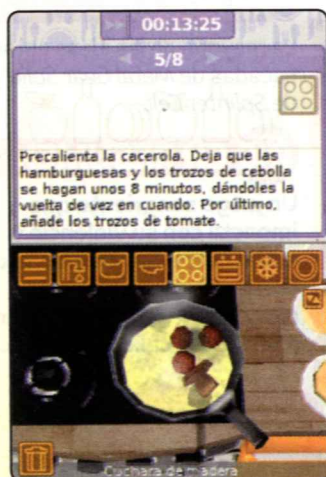 00:13:25
5/8
Precalienta la cacerola. Deja que las
hamburguesas y los trozos de cebolla
se hagan unos 8 minutos, dándoles la
vuelta de vez en cuando. Por último,
añade los trozos de tomate.
Cuchara de madera